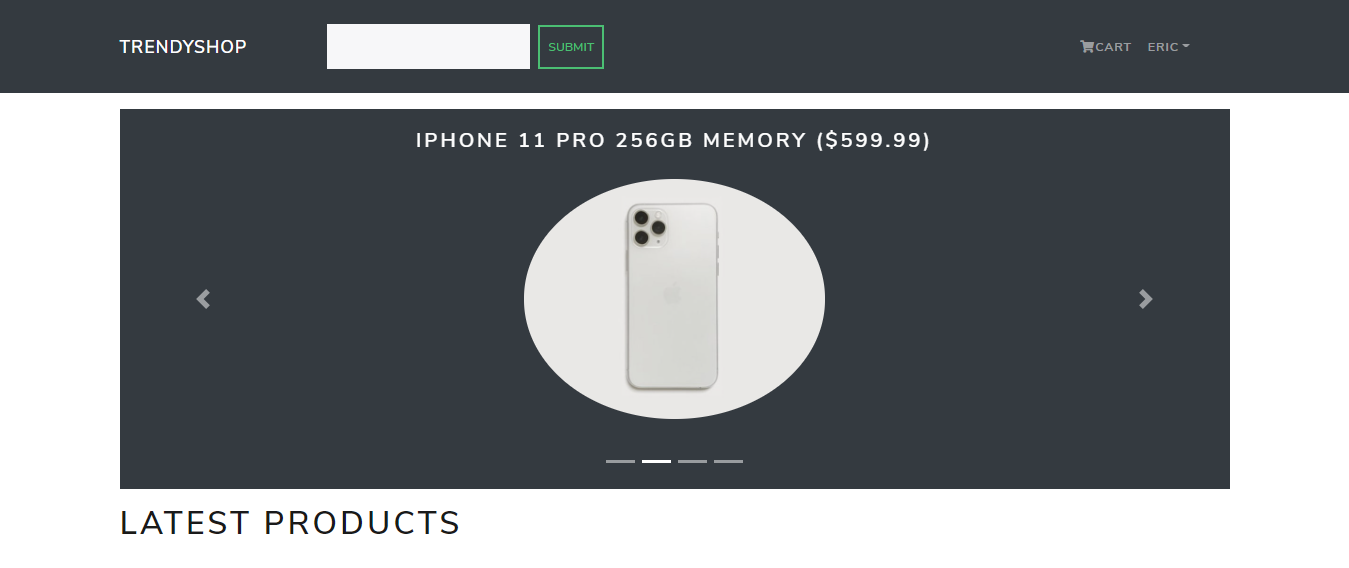 TRENDYSHOP
SUBMIT
CART
ERIC
IPHONE 11 PRO 256GB MEMORY ($599.99)
LATEST PRODUCTS